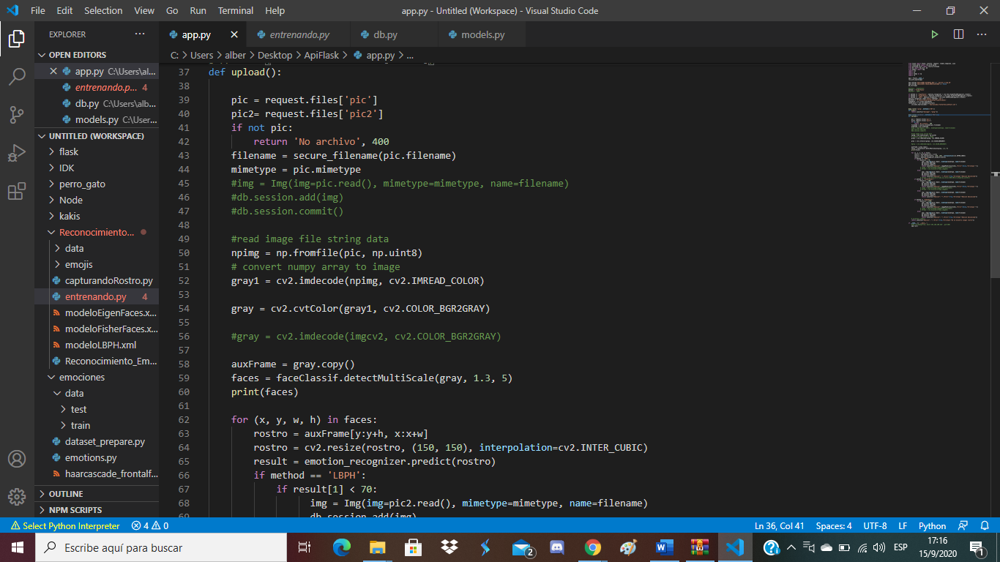 File Edit Selection View Go Run Terminal Help app.py - Untitled (Workspace) - Visual Studio Code
EXPLORER
OPEN EDITORS
app.py C:\Users\al...
entrenando.p... 4
db.py C:\Users\alb...
models.py C:\User...
UNTITLED (WORKSPACE)
flask
IDK
perro_gato
Node
kakis
Reconocimiento...
data
emojis
capturandoRostro.py
entrenando.py 4
modeloEigenFaces.x...
modeloFisherFaces.x...
modeloLBPH.xml
Reconocimiento_Em...
emociones
data
test
train
dataset_prepare.py
emotions.py
haarcascade_frontalf...
OUTLINE
NPM SCRIPTS
app.py entrenando.py db.py models.py
C: > Users > alber > Desktop > ApiFlask > app.py > ...
37 def upload():
38
39 pic = request.files['pic']
40 pic2= request.files['pic2']
41 if not pic:
42 return 'No archivo', 400
43 filename = secure_filename(pic.filename)
44 mimetype = pic.mimetype
45 #img = Img(img=pic.read(), mimetype=mimetype, name=filename)
46 #db.session.add(img)
47 #db.session.commit()
48
49 #read image file string data
50 npimg = np.fromfile(pic, np.uint8)
51 # convert numpy array to image
52 gray1 = cv2.imdecode(npimg, cv2.IMREAD_COLOR)
53
54 gray = cv2.cvtColor(gray1, cv2.COLOR_BGR2GRAY)
55
56 #gray = cv2.imdecode(imgcv2, cv2.COLOR_BGR2GRAY)
57
58 auxFrame = gray.copy()
59 faces = faceClassif.detectMultiScale(gray, 1.3, 5)
60 print(faces)
61
62 for (x, y, w, h) in faces:
63 rostro = auxFrame[y:y+h, x:x+w]
64 rostro = cv2.resize(rostro, (150, 150), interpolation=cv2.INTER_CUBIC)
65 result = emotion_recognizer.predict(rostro)
66 if method == 'LBPH':
67 if result[1] < 70:
68 img = Img(img=pic2.read(), mimetype=mimetype, name=filename)
69 db.session.add(img)
Select Python Interpreter 4 0 Ln 36, Col 41 Spaces: 4 UTF-8 LF Python
Escribe aquí para buscar
2
ESP
17:16
15/9/2020
1